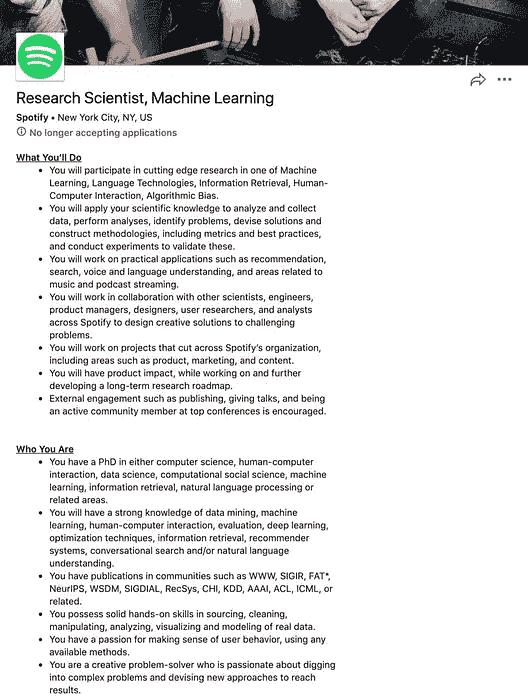 Research Scientist, Machine Learning
Spotify • New York City, NY, US
No longer accepting applications
What You'll Do
• You will participate in cutting edge research in one of Machine
Learning, Language Technologies, Information Retrieval, Human-
Computer Interaction, Algorithmic Bias.
• You will apply your scientific knowledge to analyze and collect
data, perform analyses, identify problems, devise solutions and
construct methodologies, including metrics and best practices,
and conduct experiments to validate these.
• You will work on practical applications such as recommendation,
search, voice and language understanding, and areas related to
music and podcast streaming.
• You will work in collaboration with other scientists, engineers,
product managers, designers, user researchers, and analysts
across Spotify to design creative solutions to challenging
problems.
• You will work on projects that cut across Spotify's organization,
including areas such as product, marketing, and content.
• You will have product impact, while working on and further
developing a long-term research roadmap.
• External engagement such as publishing, giving talks, and being
an active community member at top conferences is encouraged.
Who You Are
• You have a PhD in either computer science, human-computer
interaction, data science, computational social science, machine
learning, information retrieval, natural language processing or
related areas.
• You will have a strong knowledge of data mining, machine
learning, human-computer interaction, evaluation, deep learning,
optimization techniques, information retrieval, recommender
systems, conversational search and/or natural language
understanding.
• You have publications in communities such as WWW, SIGIR, FAT*,
NeurIPS, WSDM, SIGDIAL, RecSys, CHI, KDD, AAAI, ACL, ICML, or
related.
• You possess solid hands-on skills in sourcing, cleaning,
manipulating, analyzing, visualizing and modeling of real data.
• You have a passion for making sense of user behavior, using any
available methods.
• You are a creative problem-solver who is passionate about digging
into complex problems and devising new approaches to reach
results.